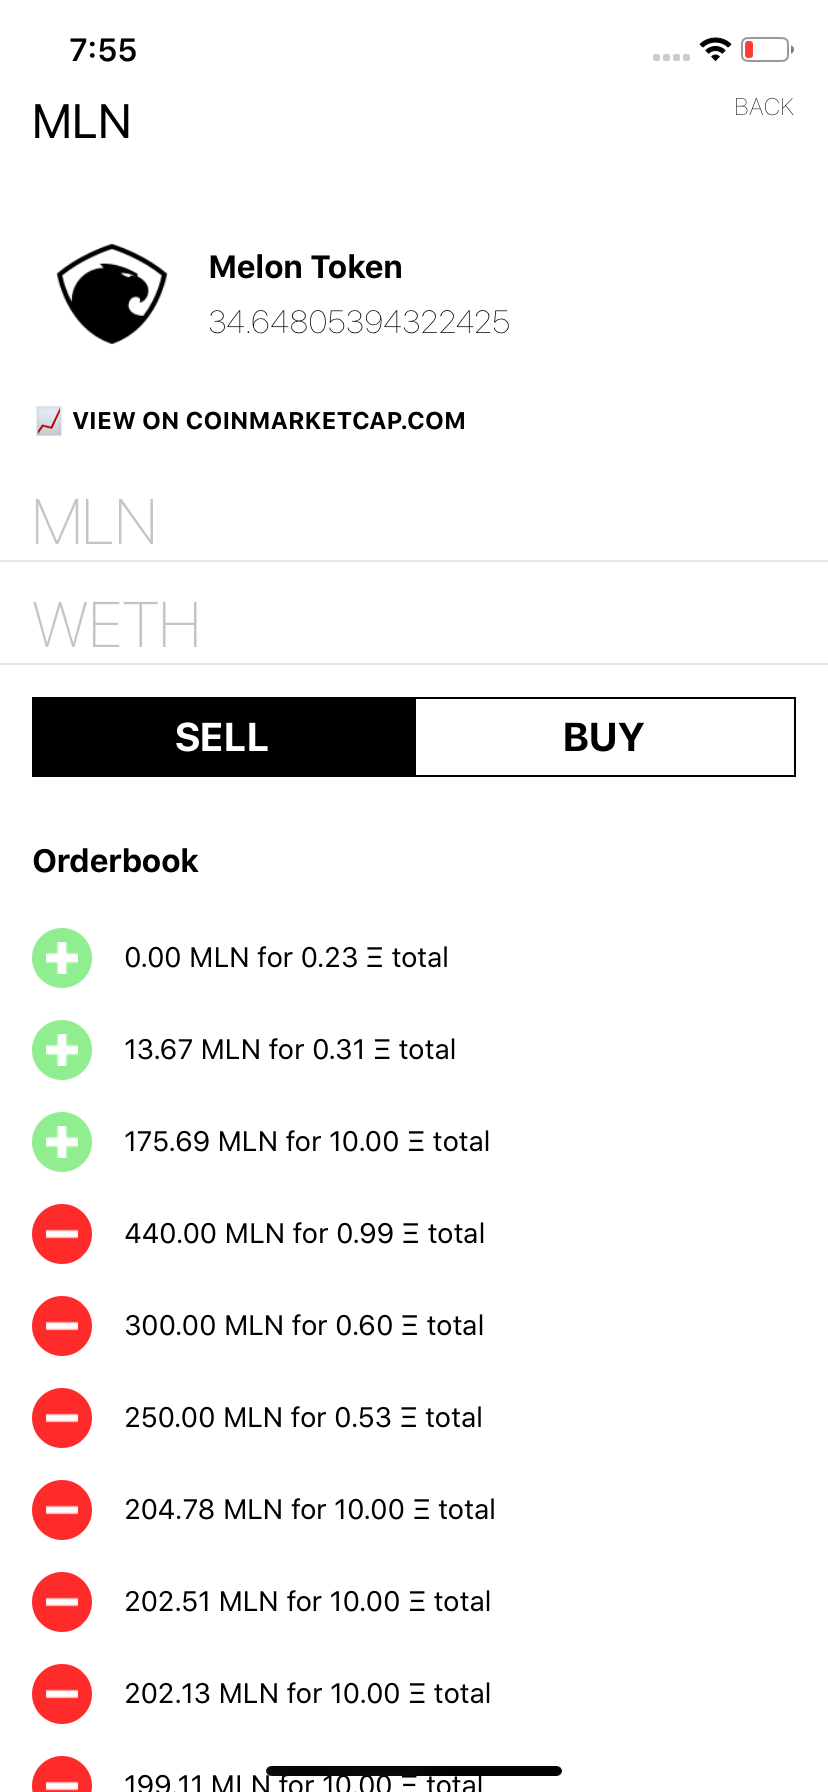 7:55
MLN
BACK
Melon Token
34.64805394322425
VIEW ON COINMARKETCAP.COM
MLN
WETH
SELL
BUY
Orderbook
0.00 MLN for 0.23 Ξ total
13.67 MLN for 0.31 Ξ total
175.69 MLN for 10.00 Ξ total
440.00 MLN for 0.99 Ξ total
300.00 MLN for 0.60 Ξ total
250.00 MLN for 0.53 Ξ total
204.78 MLN for 10.00 Ξ total
202.51 MLN for 10.00 Ξ total
202.13 MLN for 10.00 Ξ total
199.11 MLN for 10.00 Ξ total